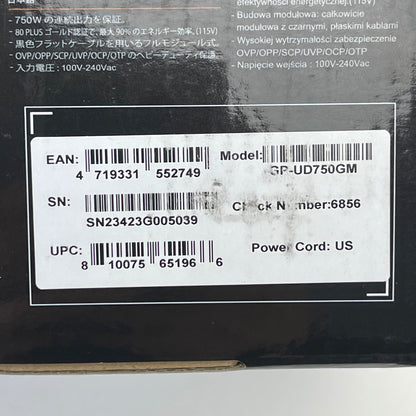 日本語
750Wの連続出力を保証。
- 80 PLUS ゴールド認証で、最大 90% のエネルギー効率。(115V)
- 黒色フラットケーブルを用いるフルモジュール式。
- OVP/OPP/SCP/UVP/OCP/OTP のヘビーデューティ保護。
- 入力電圧：100V-240Vac
efektywności energetycznej.(115V)
- Budowa modułowa: całkowicie
modułowa z czarnymi, płaskimi kablami
- Wysokiej wytrzymałości zabezpieczenie
OVP/OPP/SCP/UVP/OCP/OTP
- Napięcie wejścia : 100V-240Vac
EAN: 4 719331 552749
Model: GP-UD750GM
SN: SN23423G005039
Check Number:6856
UPC: 8 10075 65196 6
Power Cord: US